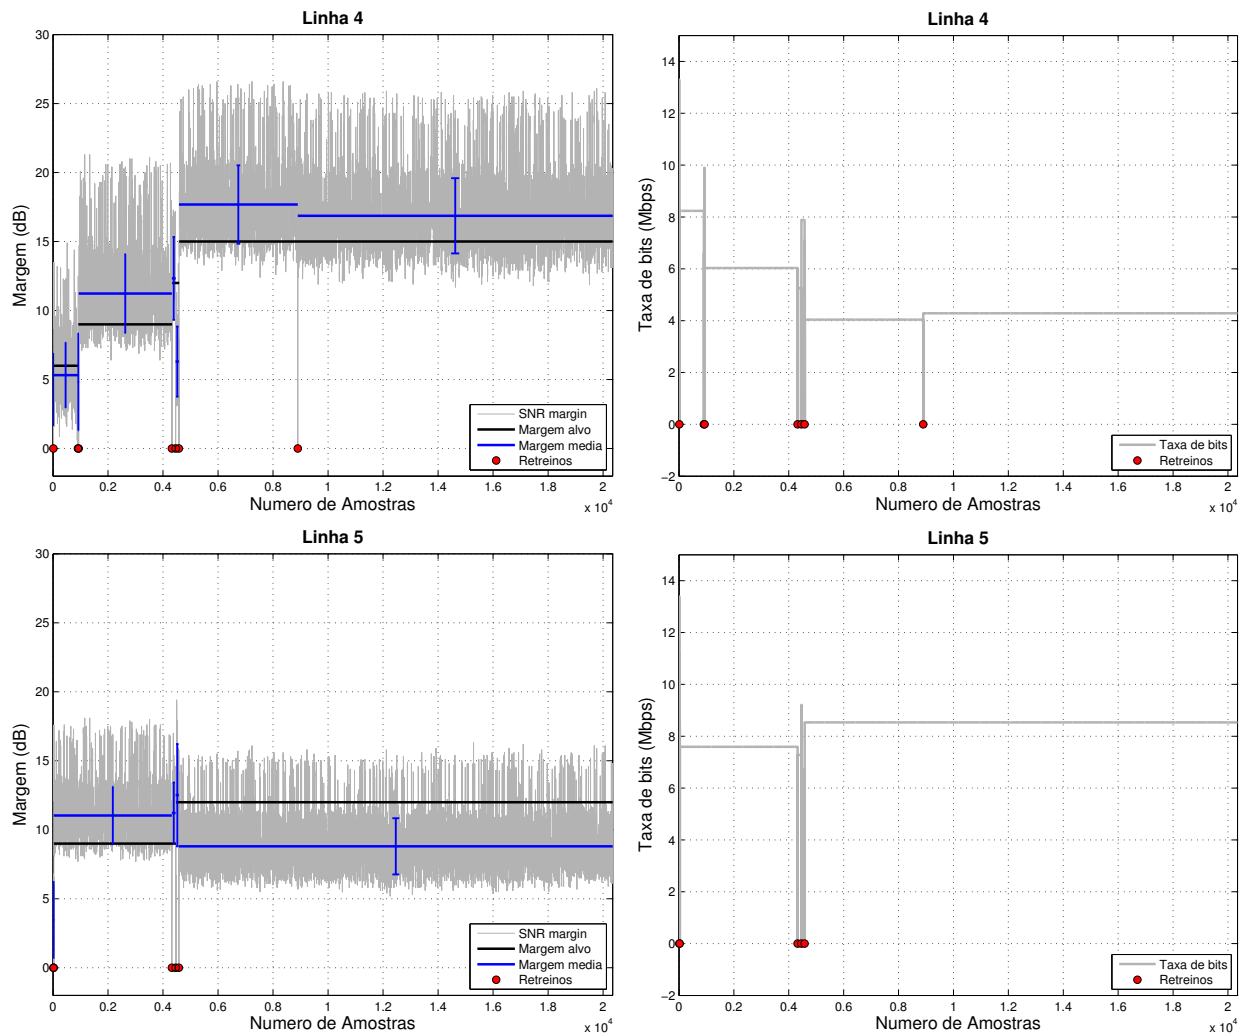 Linha 4
30
25
20
15
10
5
0
Margem (dB)
0 0.2 0.4 0.6 0.8 1 1.2 1.4 1.6 1.8 2
Numero de Amostras
x 10^4
SNR margin
Margem alvo
Margem media
Retreinos
Linha 4
14
12
10
8
6
4
2
0
−2
Taxa de bits (Mbps)
0 0.2 0.4 0.6 0.8 1 1.2 1.4 1.6 1.8 2
Numero de Amostras
x 10^4
Taxa de bits
Retreinos
Linha 5
30
25
20
15
10
5
0
Margem (dB)
0 0.2 0.4 0.6 0.8 1 1.2 1.4 1.6 1.8 2
Numero de Amostras
x 10^4
SNR margin
Margem alvo
Margem media
Retreinos
Linha 5
14
12
10
8
6
4
2
0
−2
Taxa de bits (Mbps)
0 0.2 0.4 0.6 0.8 1 1.2 1.4 1.6 1.8 2
Numero de Amostras
x 10^4
Taxa de bits
Retreinos